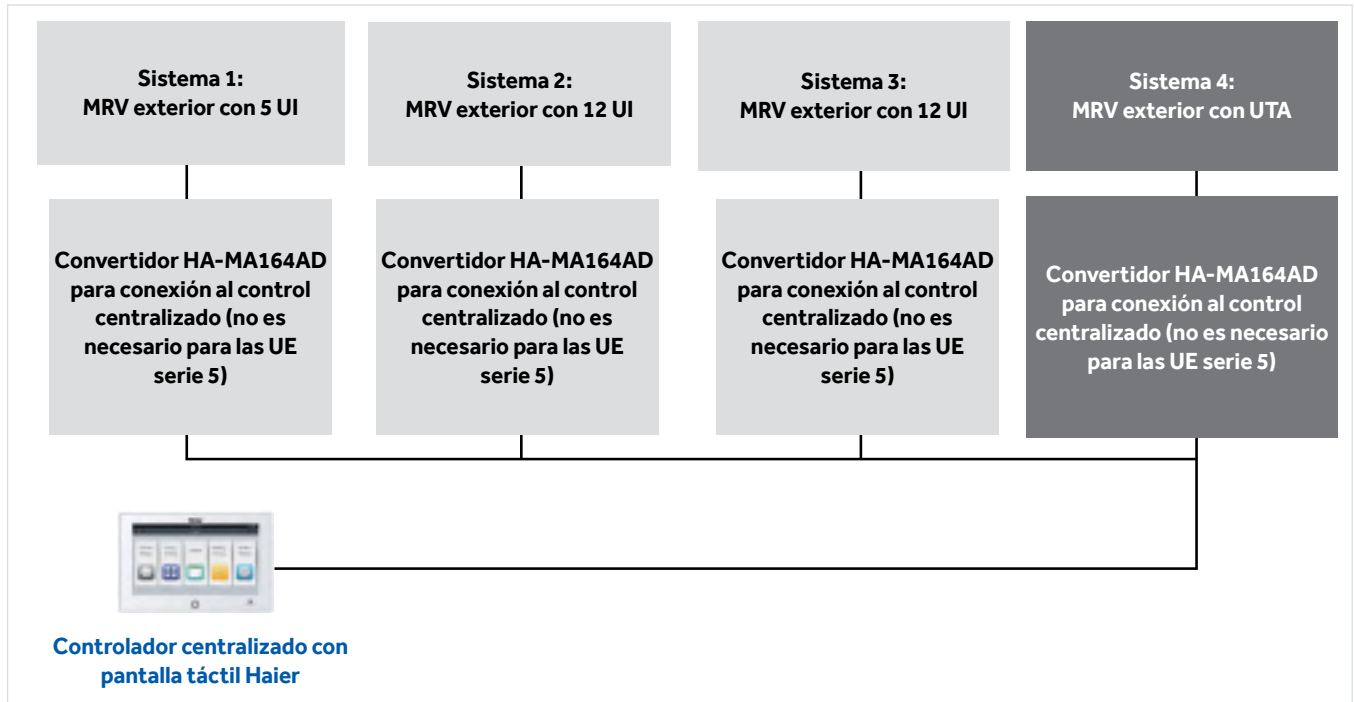 Sistema 1:
MRV exterior con 5 UI
Sistema 2:
MRV exterior con 12 UI
Sistema 3:
MRV exterior con 12 UI
Sistema 4:
MRV exterior con UTA
Convertidor HA-MA164AD
para conexión al control
centralizado (no es
necesario para las UE
serie 5)
Convertidor HA-MA164AD
para conexión al control
centralizado (no es
necesario para las UE
serie 5)
Convertidor HA-MA164AD
para conexión al control
centralizado (no es
necesario para las UE
serie 5)
Convertidor HA-MA164AD
para conexión al control
centralizado (no es necesario
para las UE serie 5)
Controlador centralizado con
pantalla táctil Haier